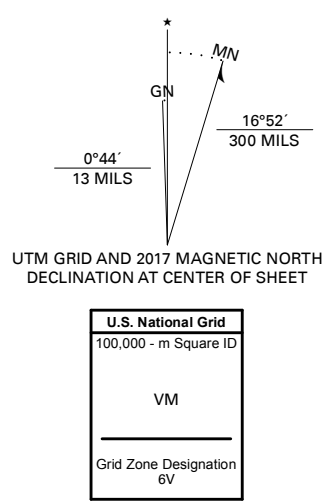 ★
MN
GN
16°52´
300 MILS
0°44´
13 MILS
UTM GRID AND 2017 MAGNETIC NORTH
DECLINATION AT CENTER OF SHEET
U.S. National Grid
100,000 - m Square ID
VM
Grid Zone Designation
6V